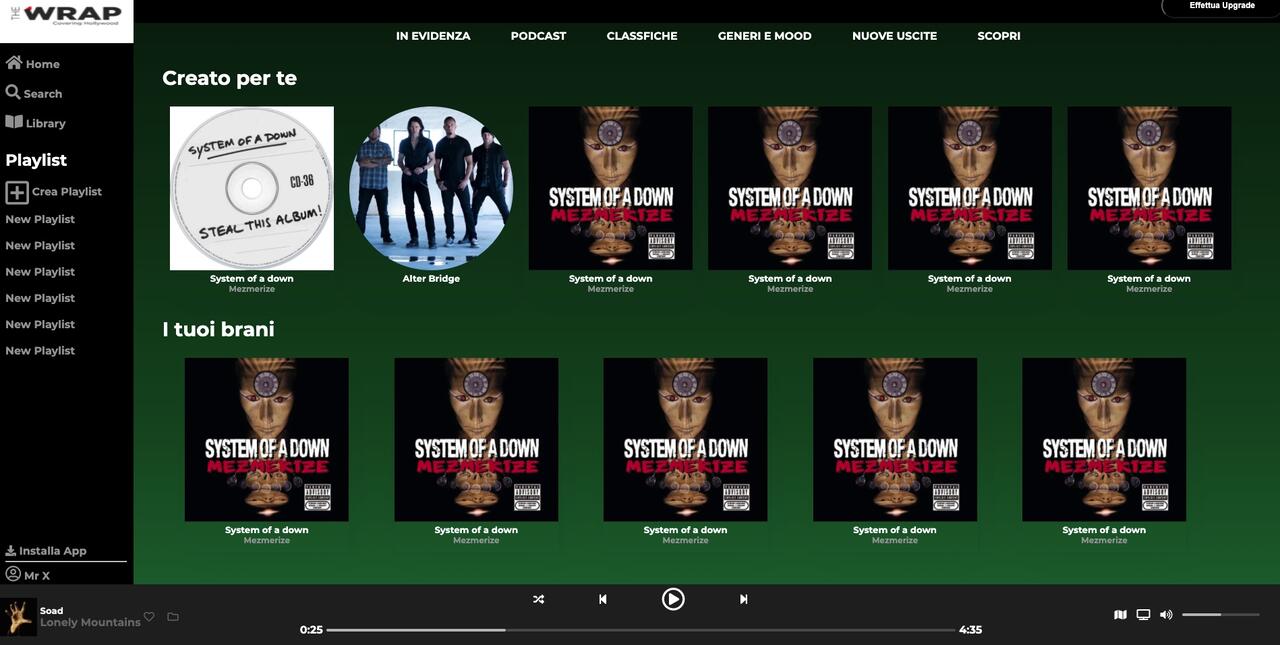 THE WRAP
Covering Hollywood
Effettua Upgrade
IN EVIDENZA PODCAST CLASSFICHE GENERI E MOOD NUOVE USCITE SCOPRI
Home
Search
Library
Playlist
Crea Playlist
New Playlist
New Playlist
New Playlist
New Playlist
New Playlist
New Playlist
Installa App
Mr X
Creato per te
SYSTEM OF A DOWN
CD-36
STEAL THIS ALBUM!
SYSTEM OF A DOWN
MEZMERIZE
SYSTEM OF A DOWN
MEZMERIZE
SYSTEM OF A DOWN
MEZMERIZE
SYSTEM OF A DOWN
MEZMERIZE
System of a down
Mezmerize
Alter Bridge
System of a down
Mezmerize
System of a down
Mezmerize
System of a down
Mezmerize
System of a down
Mezmerize
I tuoi brani
SYSTEM OF A DOWN
MEZMERIZE
SYSTEM OF A DOWN
MEZMERIZE
SYSTEM OF A DOWN
MEZMERIZE
SYSTEM OF A DOWN
MEZMERIZE
SYSTEM OF A DOWN
MEZMERIZE
System of a down
Mezmerize
System of a down
Mezmerize
System of a down
Mezmerize
System of a down
Mezmerize
System of a down
Mezmerize
Soad
Lonely Mountains
0:25
4:35